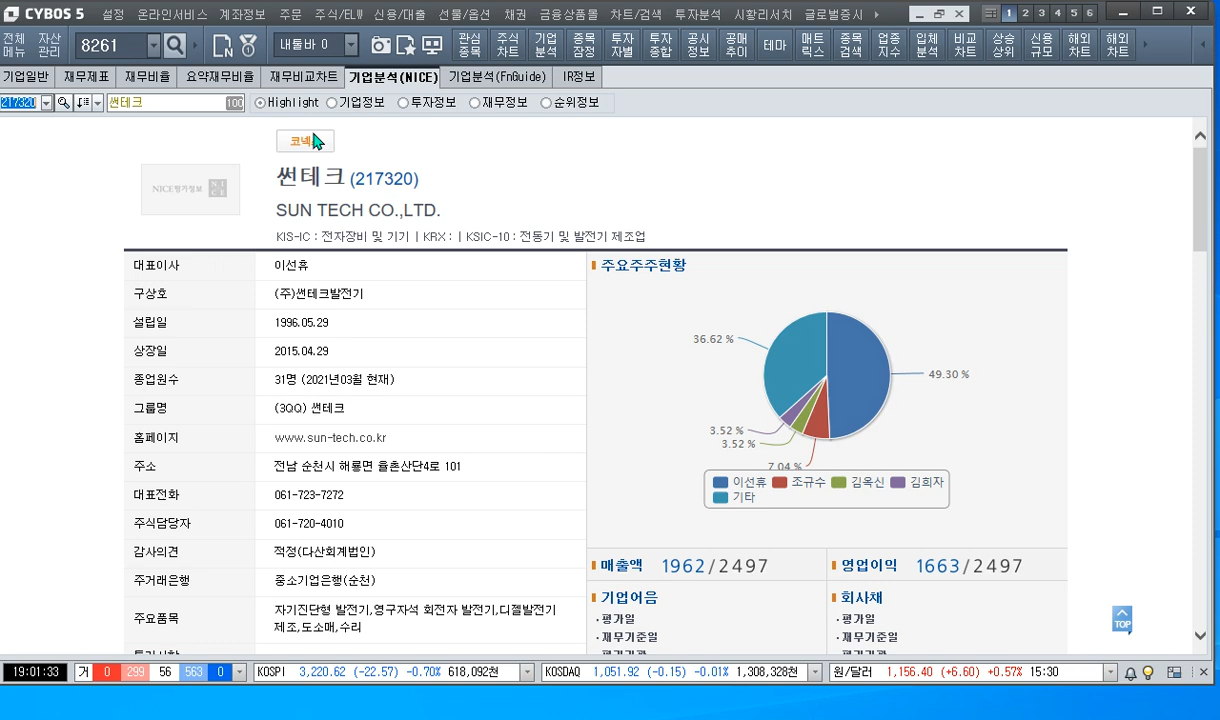 CYBOS 5 설정 온라인서비스 계좌정보 주문 주식/ELW 신용/대출 선물/옵션 채권 금융상품몰 차트/검색 투자분석 시황리서치 글로벌증시 1 2 3 4 5 6
전체 메뉴 자산 관리 8261 내툴바 0 관심 종목 주식 차트 기업 분석 종목 잠정 투자 자별 투자 종합 공시 정보 공매 추이 테마 매트 릭스 종목 검색 업종 지수 입체 분석 비교 차트 상승 상위 신용 규모 해외 차트 해외 차트
기업일반 재무제표 재무비율 요약재무비율 재무비교차트 기업분석(NICE) 기업분석(FnGuide) IR정보
217320 썬테크 100 Highlight 기업정보 투자정보 재무정보 순위정보
NICE평가정보 NICE
썬테크 (217320)
SUN TECH CO.,LTD.
KIS-IC : 전자장비 및 기기 | KRX : | KSIC-10 : 전동기 및 발전기 제조업
대표이사 이선휴
구상호 (주)썬테크발전기
설립일 1996.05.29
상장일 2015.04.29
종업원수 31명 (2021년03월 현재)
그룹명 (3QQ) 썬테크
홈페이지 www.sun-tech.co.kr
주소 전남 순천시 해룡면 율촌산단4로 101
대표전화 061-723-7272
주식담당자 061-720-4010
감사의견 적정(다산회계법인)
주거래은행 중소기업은행(순천)
주요품목 자기진단형 발전기,영구자석 회전자 발전기,디젤발전기
제조,도소매,수리
주요주주현황
36.62 %
49.30 %
3.52 %
3.52 %
7.04 %
이선휴 조규수 김옥신 김희자
기타
매출액 1962/2497 영업이익 1663/2497
기업어음 회사채
·평가일 ·평가일
·재무기준일 ·재무기준일
TOP
19:01:33 거 0 299 56 563 0 KOSPI 3,220.62 (-22.57) -0.70% 618,092천 KOSDAQ 1,051.92 (-0.15) -0.01% 1,308,328천 원/달러 1,156.40 (+6.60) +0.57% 15:30